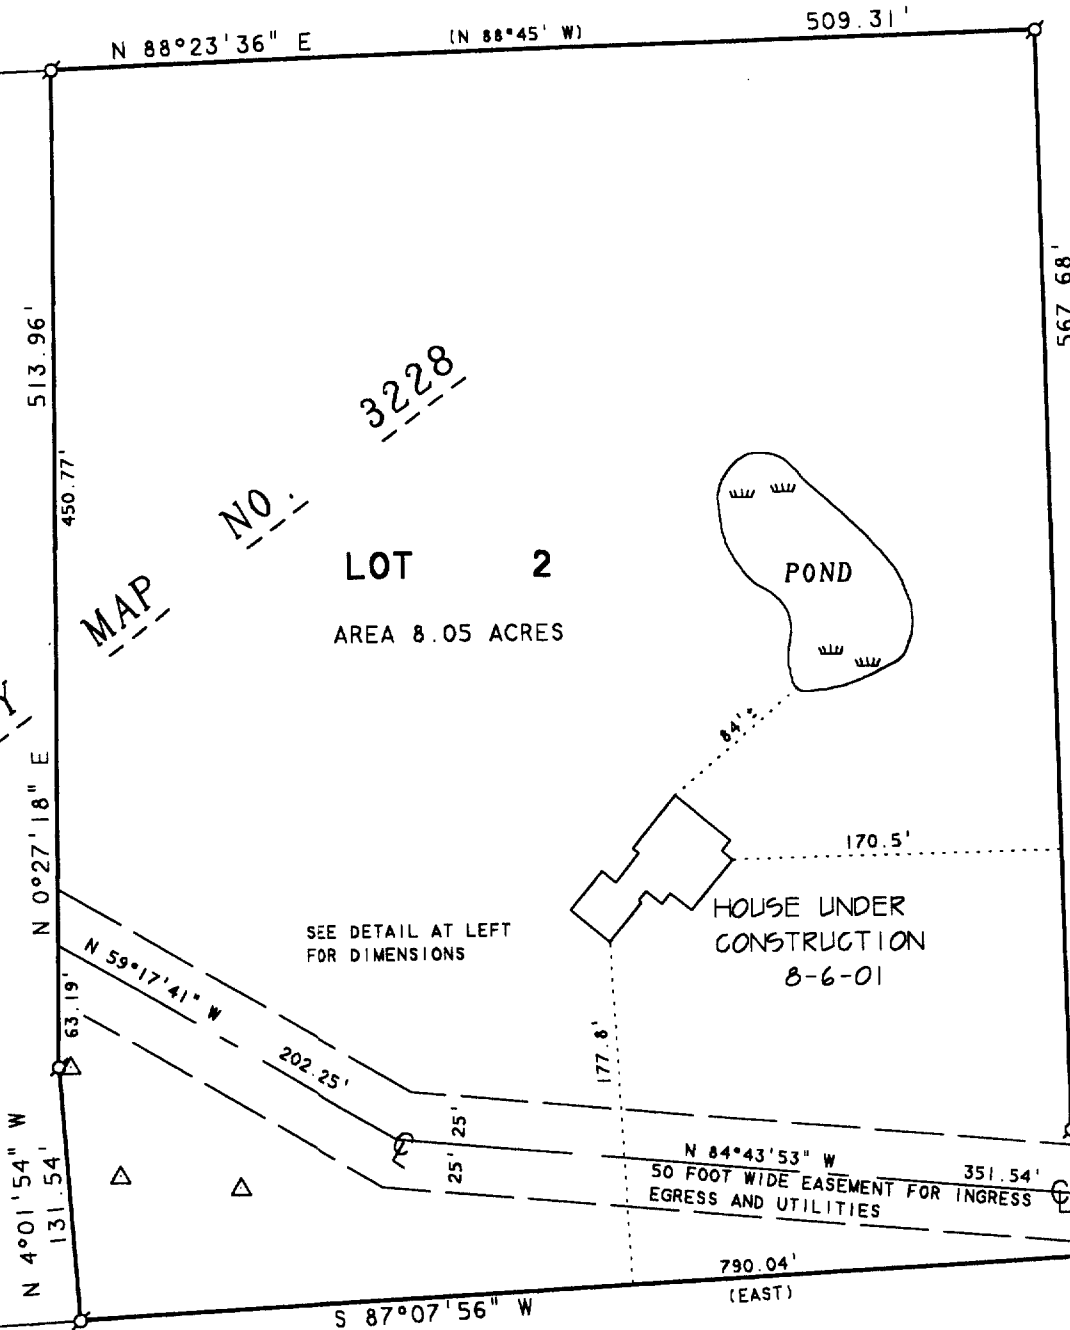 N 88°23'36" E
(N 88°45' W)
509.31'
567.68'
513.96'
450.77'
N 0°27'18" E
63.19'
N 4°01'54" W
131.54'
MAP NO. 3228
Y
LOT 2
AREA 8.05 ACRES
POND
84'±
170.5'
HOUSE UNDER
CONSTRUCTION
8-6-01
SEE DETAIL AT LEFT
FOR DIMENSIONS
177.8'
N 59°17'41" W
202.25'
25'
25'
N 84°43'53" W
351.54'
50 FOOT WIDE EASEMENT FOR INGRESS
EGRESS AND UTILITIES
790.04'
(EAST)
S 87°07'56" W